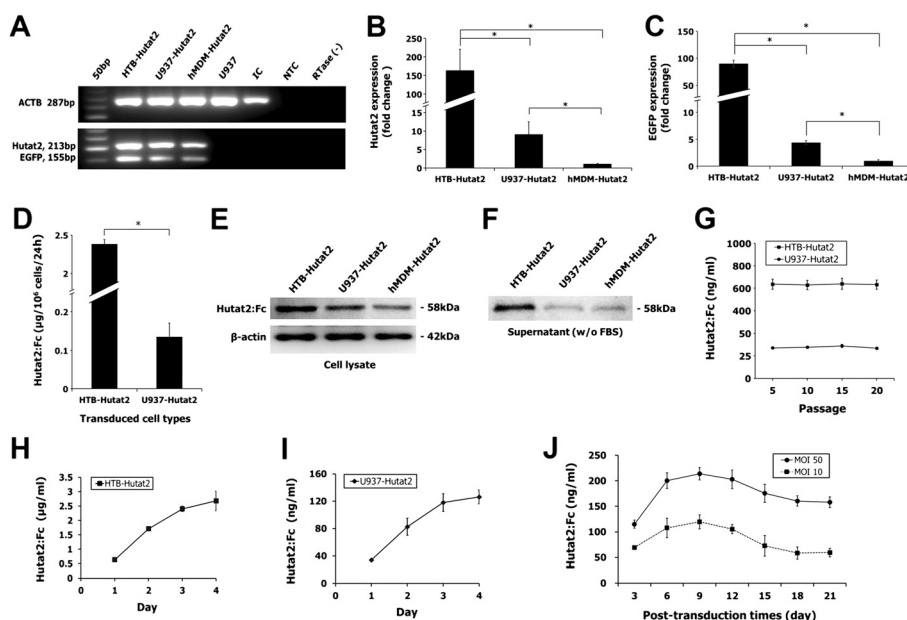 A
50bp
HTB-Hutat2
U937-Hutat2
hMDM-Hutat2
U937
IC
NTC
RTase (-)
ACTB 287bp
Hutat2, 213bp
EGFP, 155bp
B
Hutat2 expression
(fold change )
250
200
150
100
50
15
10
5
0
*
*
*
HTB-Hutat2
U937-Hutat2
hMDM-Hutat2
C
EGFP expression
(fold change)
100
80
60
10
5
0
*
*
*
HTB-Hutat2
U937-Hutat2
hMDM-Hutat2
D
Hutat2:Fc (µg/10⁶ cells/24h)
2.5
2
0.2
0.1
0
*
HTB-Hutat2
U937-Hutat2
Transduced cell types
E
HTB-Hutat2
U937-Hutat2
hMDM-Hutat2
Hutat2:Fc
- 58kDa
β-actin
- 42kDa
Cell lysate
F
HTB-Hutat2
U937-Hutat2
hMDM-Hutat2
- 58kDa
Supernatant (w/o FBS)
G
Hutat2:Fc (ng/ml)
1000
600
200
50
25
0
HTB-Hutat2
U937-Hutat2
5
10
15
20
Passage
H
Hutat2:Fc (µg/ml)
3.5
3
2.5
2
1.5
1
0.5
0
HTB-Hutat2
0
1
2
3
4
Day
I
Hutat2:Fc (ng/ml)
160
120
80
40
0
U937-Hutat2
0
1
2
3
4
Day
J
Hutat2:Fc (ng/ml)
250
200
150
100
50
0
MOI 50
MOI 10
3
6
9
12
15
18
21
Post-transduction times (day)